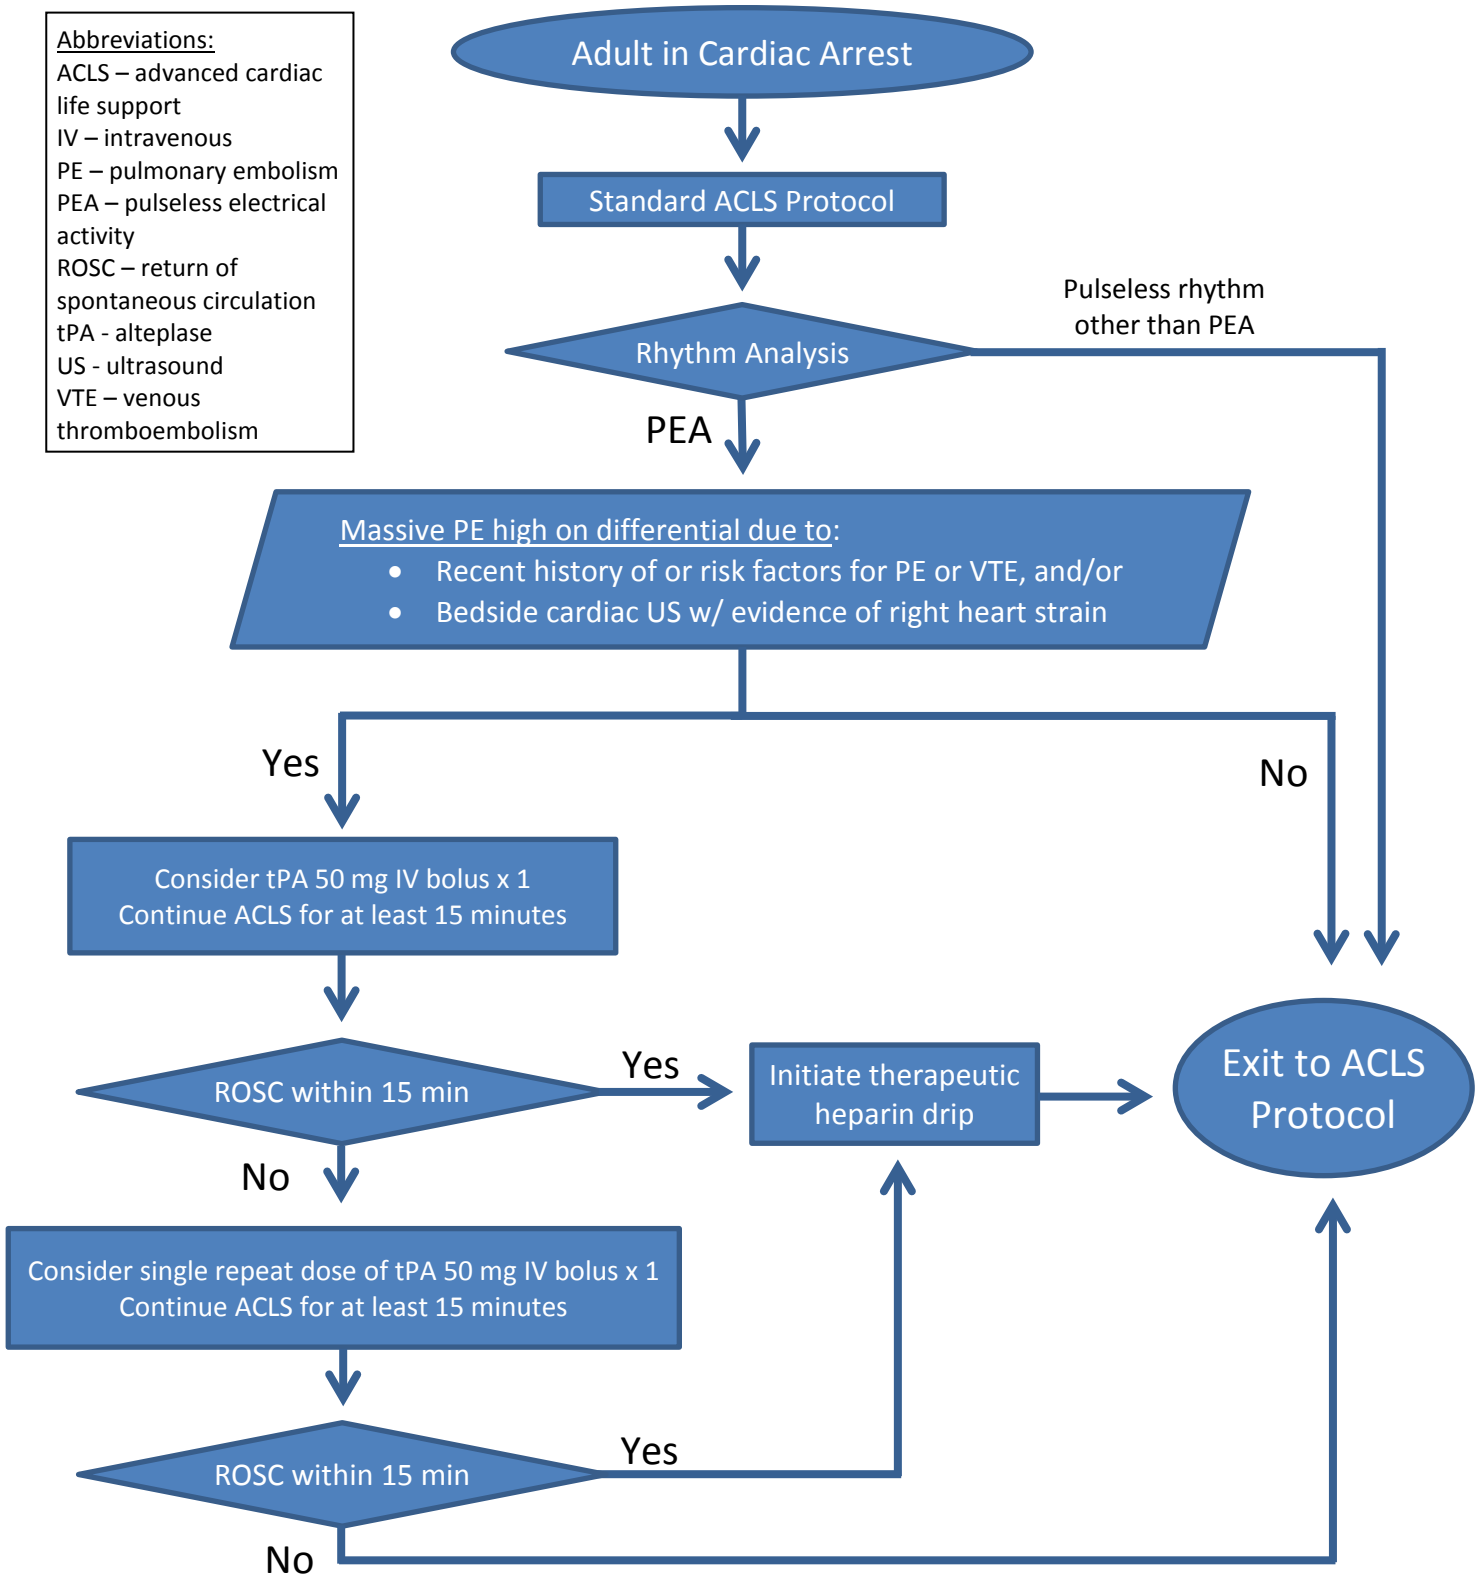 Abbreviations:
ACLS – advanced cardiac
life support
IV – intravenous
PE – pulmonary embolism
PEA – pulseless electrical
activity
ROSC – return of
spontaneous circulation
tPA - alteplase
US - ultrasound
VTE – venous
thromboembolism
Adult in Cardiac Arrest
Standard ACLS Protocol
Rhythm Analysis
Pulseless rhythm
other than PEA
PEA
Massive PE high on differential due to:
• Recent history of or risk factors for PE or VTE, and/or
• Bedside cardiac US w/ evidence of right heart strain
Yes
No
Consider tPA 50 mg IV bolus x 1
Continue ACLS for at least 15 minutes
ROSC within 15 min
Yes
Initiate therapeutic
heparin drip
Exit to ACLS
Protocol
No
Consider single repeat dose of tPA 50 mg IV bolus x 1
Continue ACLS for at least 15 minutes
ROSC within 15 min
Yes
No